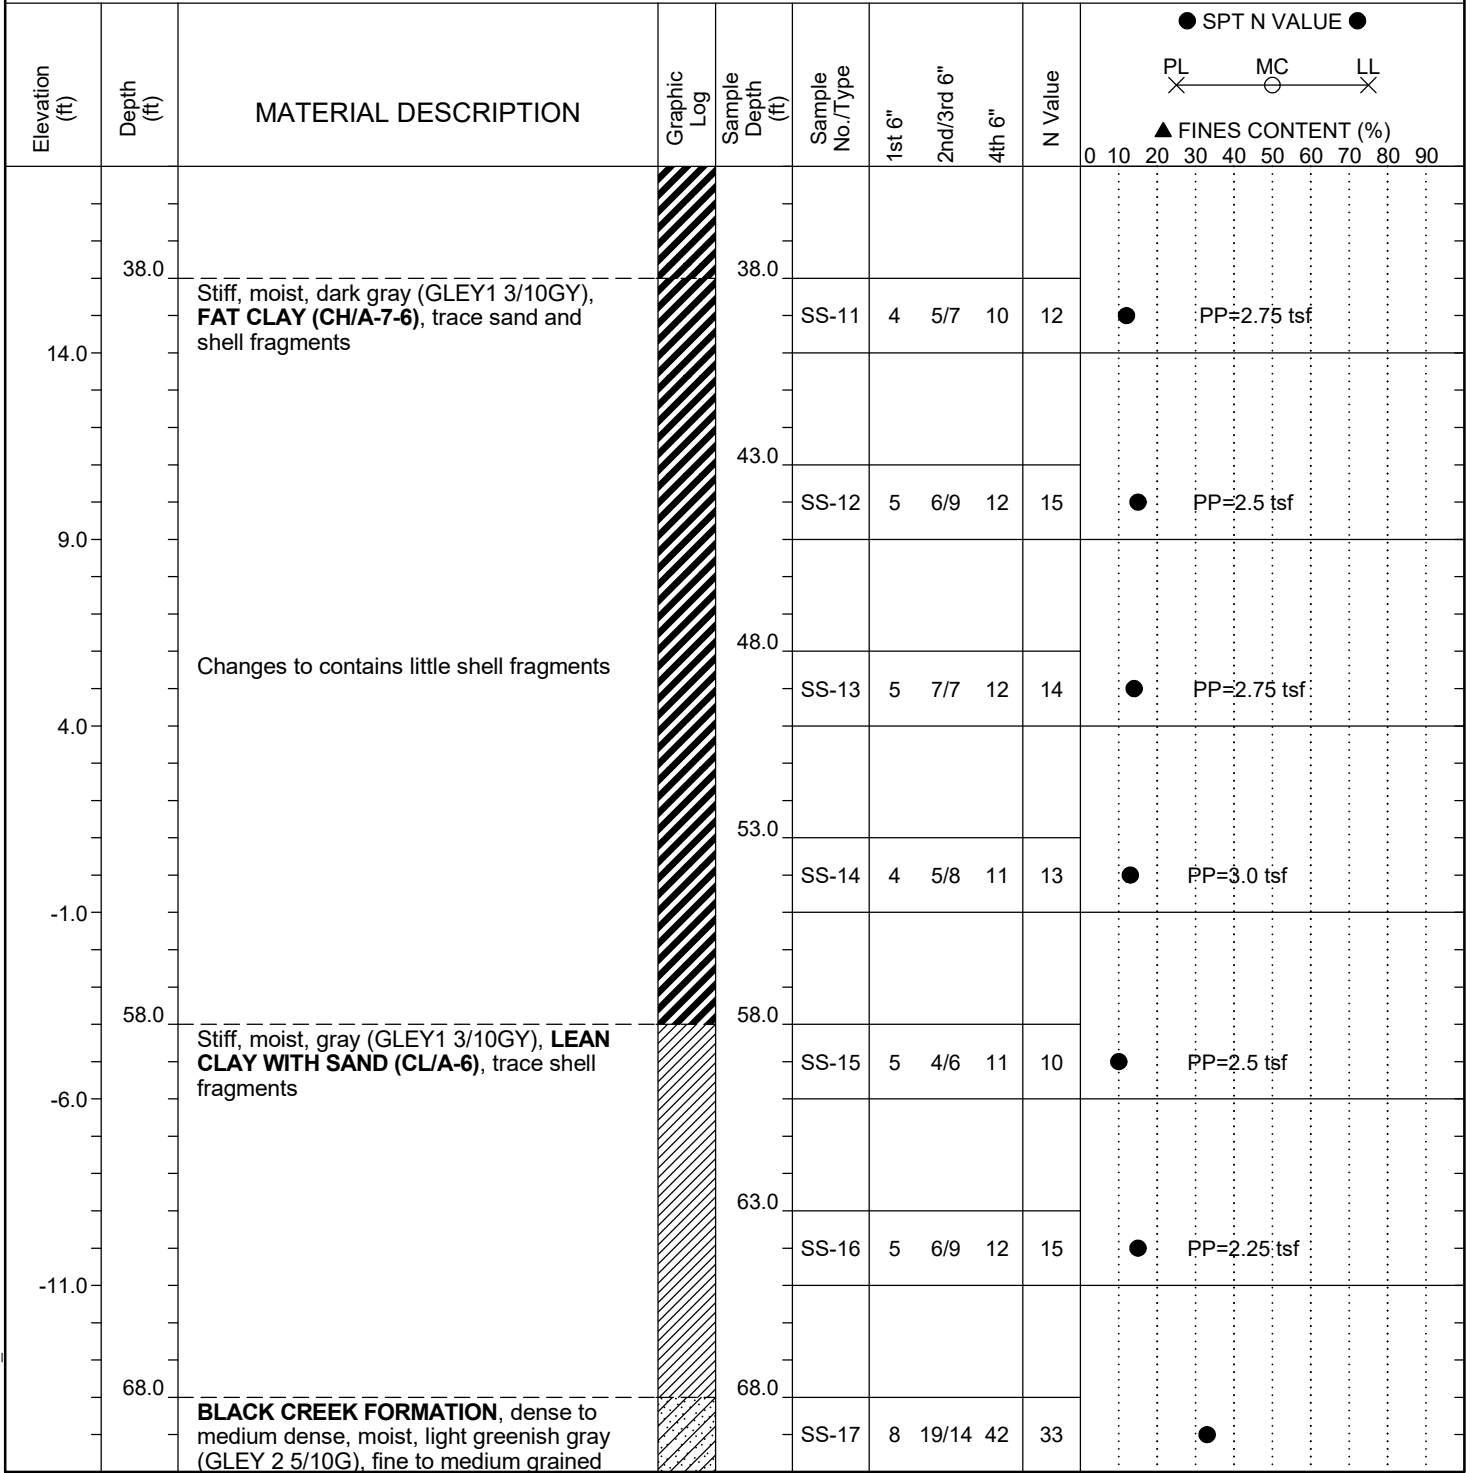 Elevation (ft)
Depth (ft)
MATERIAL DESCRIPTION
Graphic Log
Sample Depth (ft)
Sample No./Type
1st 6"
2nd/3rd 6"
4th 6"
N Value
● SPT N VALUE ●
PL MC LL
▲ FINES CONTENT (%)
0 10 20 30 40 50 60 70 80 90
38.0 38.0
Stiff, moist, dark gray (GLEY1 3/10GY),
FAT CLAY (CH/A-7-6), trace sand and
shell fragments
SS-11 4 5/7 10 12 PP=2.75 tsf
14.0
43.0
SS-12 5 6/9 12 15 PP=2.5 tsf
9.0
48.0
Changes to contains little shell fragments
SS-13 5 7/7 12 14 PP=2.75 tsf
4.0
53.0
SS-14 4 5/8 11 13 PP=3.0 tsf
-1.0
58.0 58.0
Stiff, moist, gray (GLEY1 3/10GY), LEAN
CLAY WITH SAND (CL/A-6), trace shell
fragments
SS-15 5 4/6 11 10 PP=2.5 tsf
-6.0
63.0
SS-16 5 6/9 12 15 PP=2.25 tsf
-11.0
68.0 68.0
BLACK CREEK FORMATION, dense to
medium dense, moist, light greenish gray
(GLEY 2 5/10G), fine to medium grained
SS-17 8 19/14 42 33